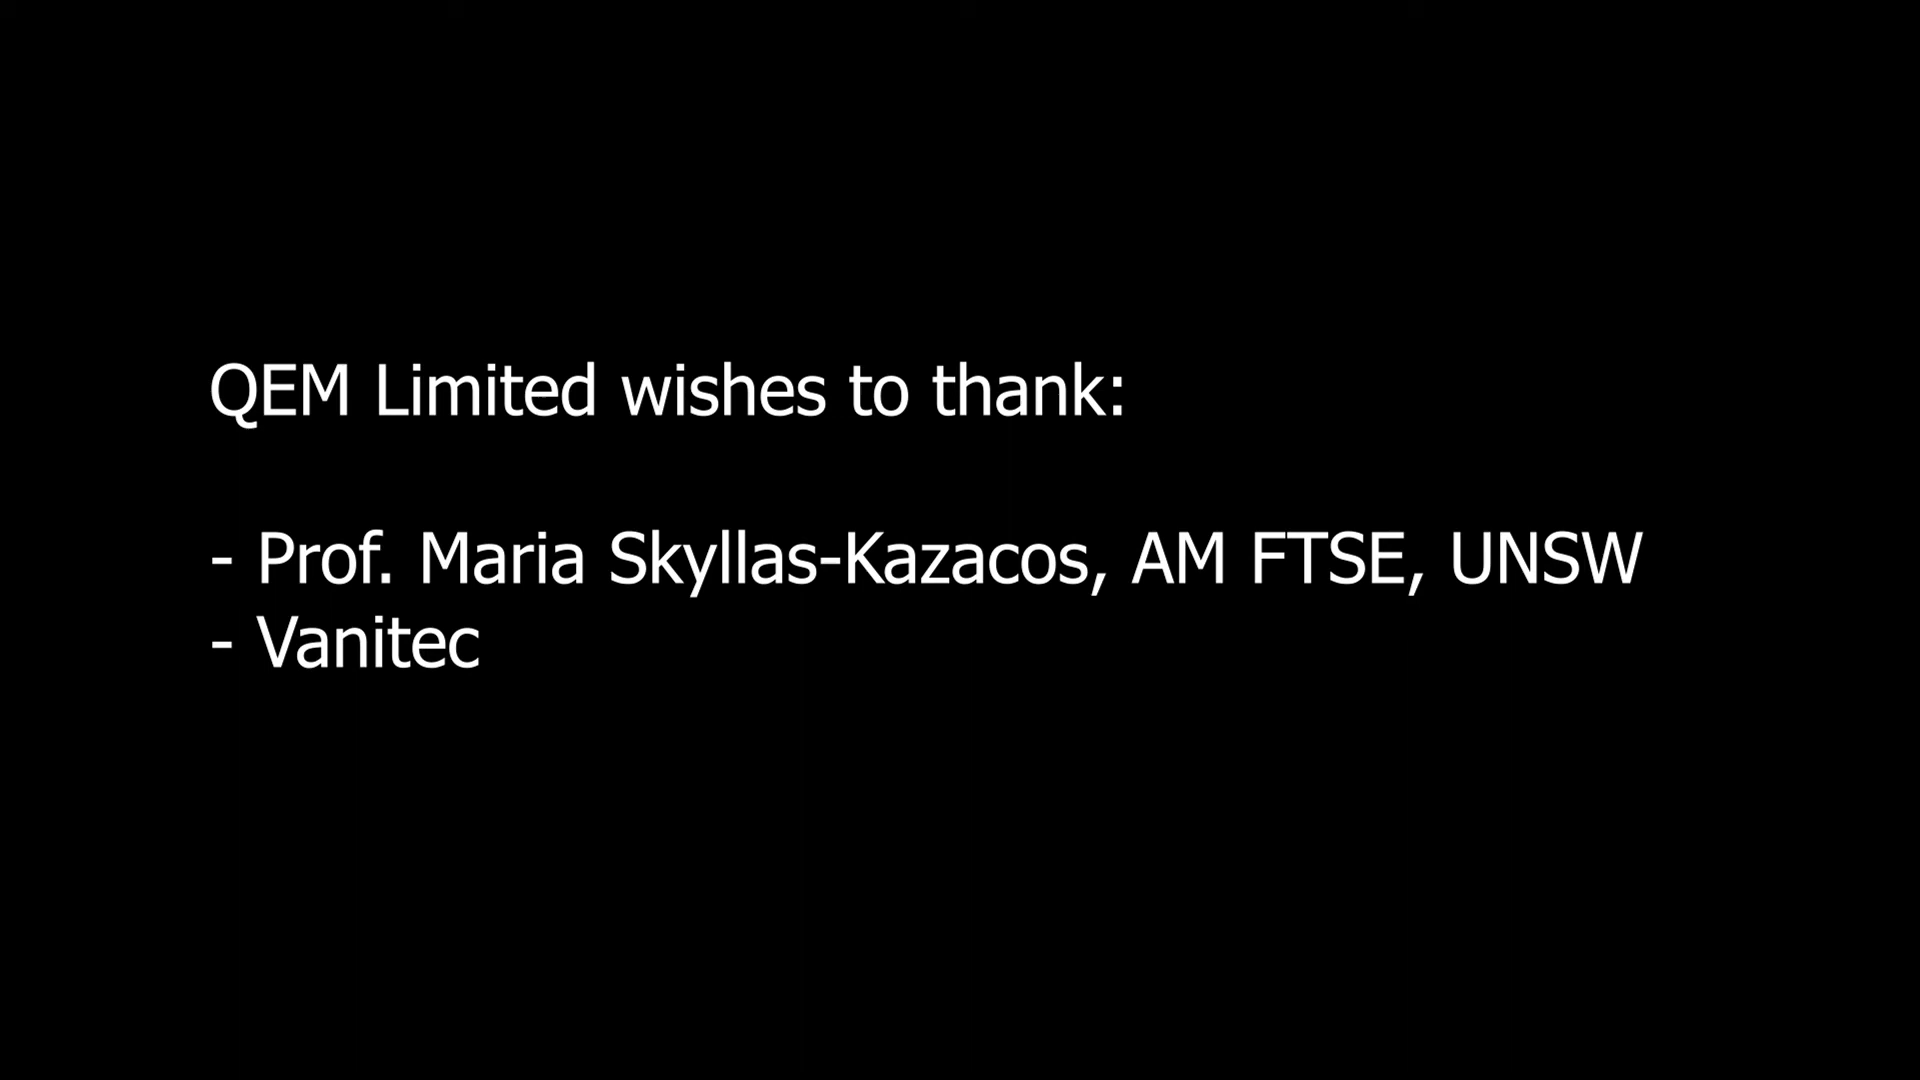 QEM Limited wishes to thank:
- Prof. Maria Skyllas-Kazacos, AM FTSE, UNSW
- Vanitec